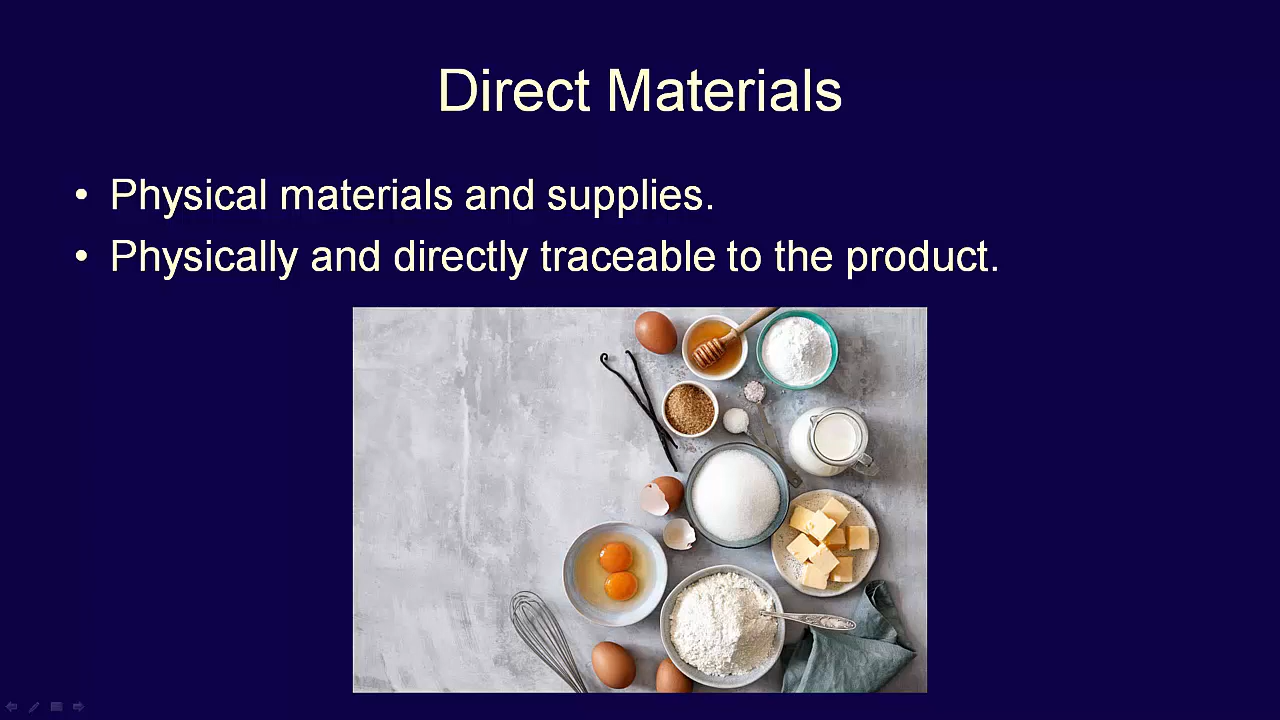 Direct Materials
• Physical materials and supplies.
• Physically and directly traceable to the product.